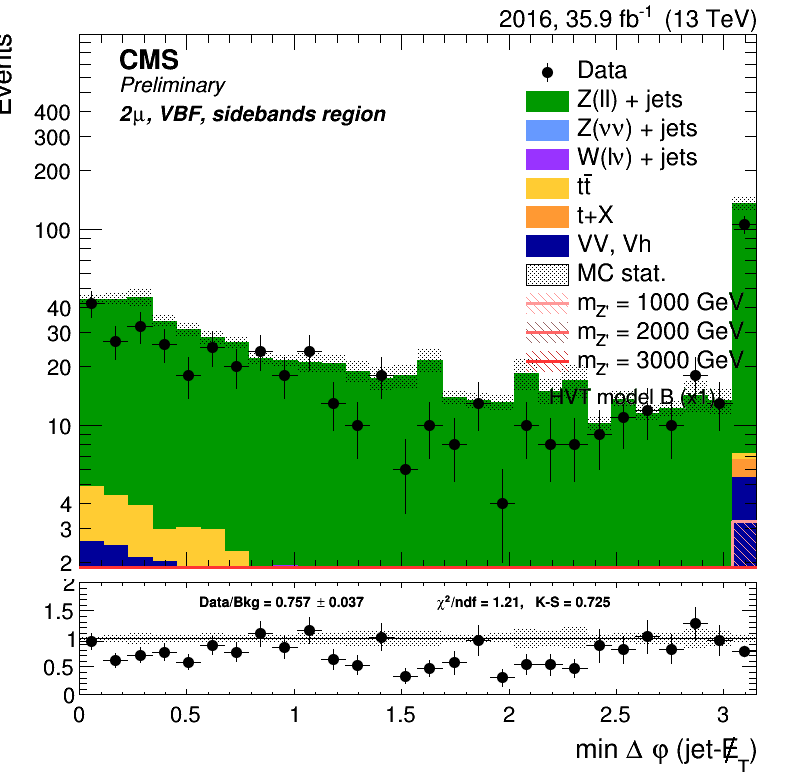 2016, 35.9 fb⁻¹ (13 TeV)
Events
CMS
Preliminary
2μ, VBF, sidebands region
Data
Z(ll) + jets
Z(νν) + jets
W(lν) + jets
tt̄
t+X
VV, Vh
MC stat.
m_Z' = 1000 GeV
m_Z' = 2000 GeV
m_Z' = 3000 GeV
HVT model B (x1)
400
300
200
100
40
30
20
10
4
3
2
Data/Bkg = 0.757 ± 0.037
χ²/ndf = 1.21, K-S = 0.725
2
1.5
1
0.5
0
0 0.5 1 1.5 2 2.5 3
min Δ φ (jet-E̸_T)